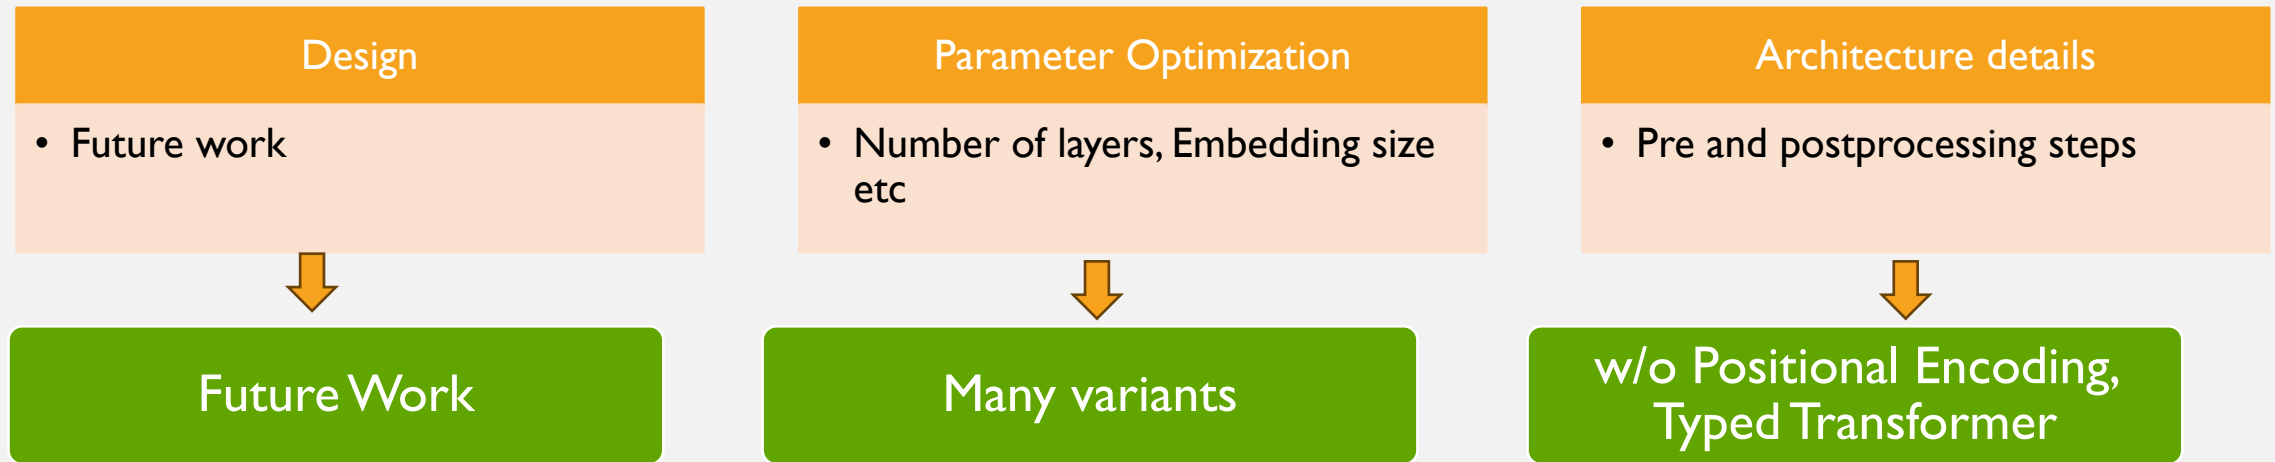 Design
• Future work
Future Work
Parameter Optimization
• Number of layers, Embedding size
etc
Many variants
Architecture details
• Pre and postprocessing steps
w/o Positional Encoding,
Typed Transformer